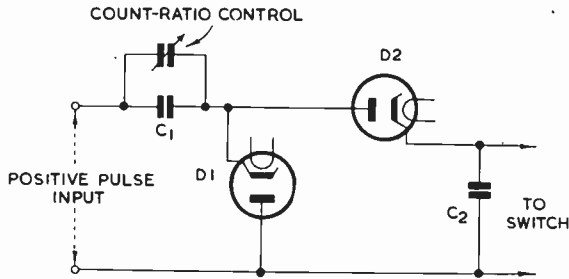 COUNT-RATIO CONTROL
D2
C1
D1
POSITIVE PULSE
INPUT
C2
TO
SWITCH